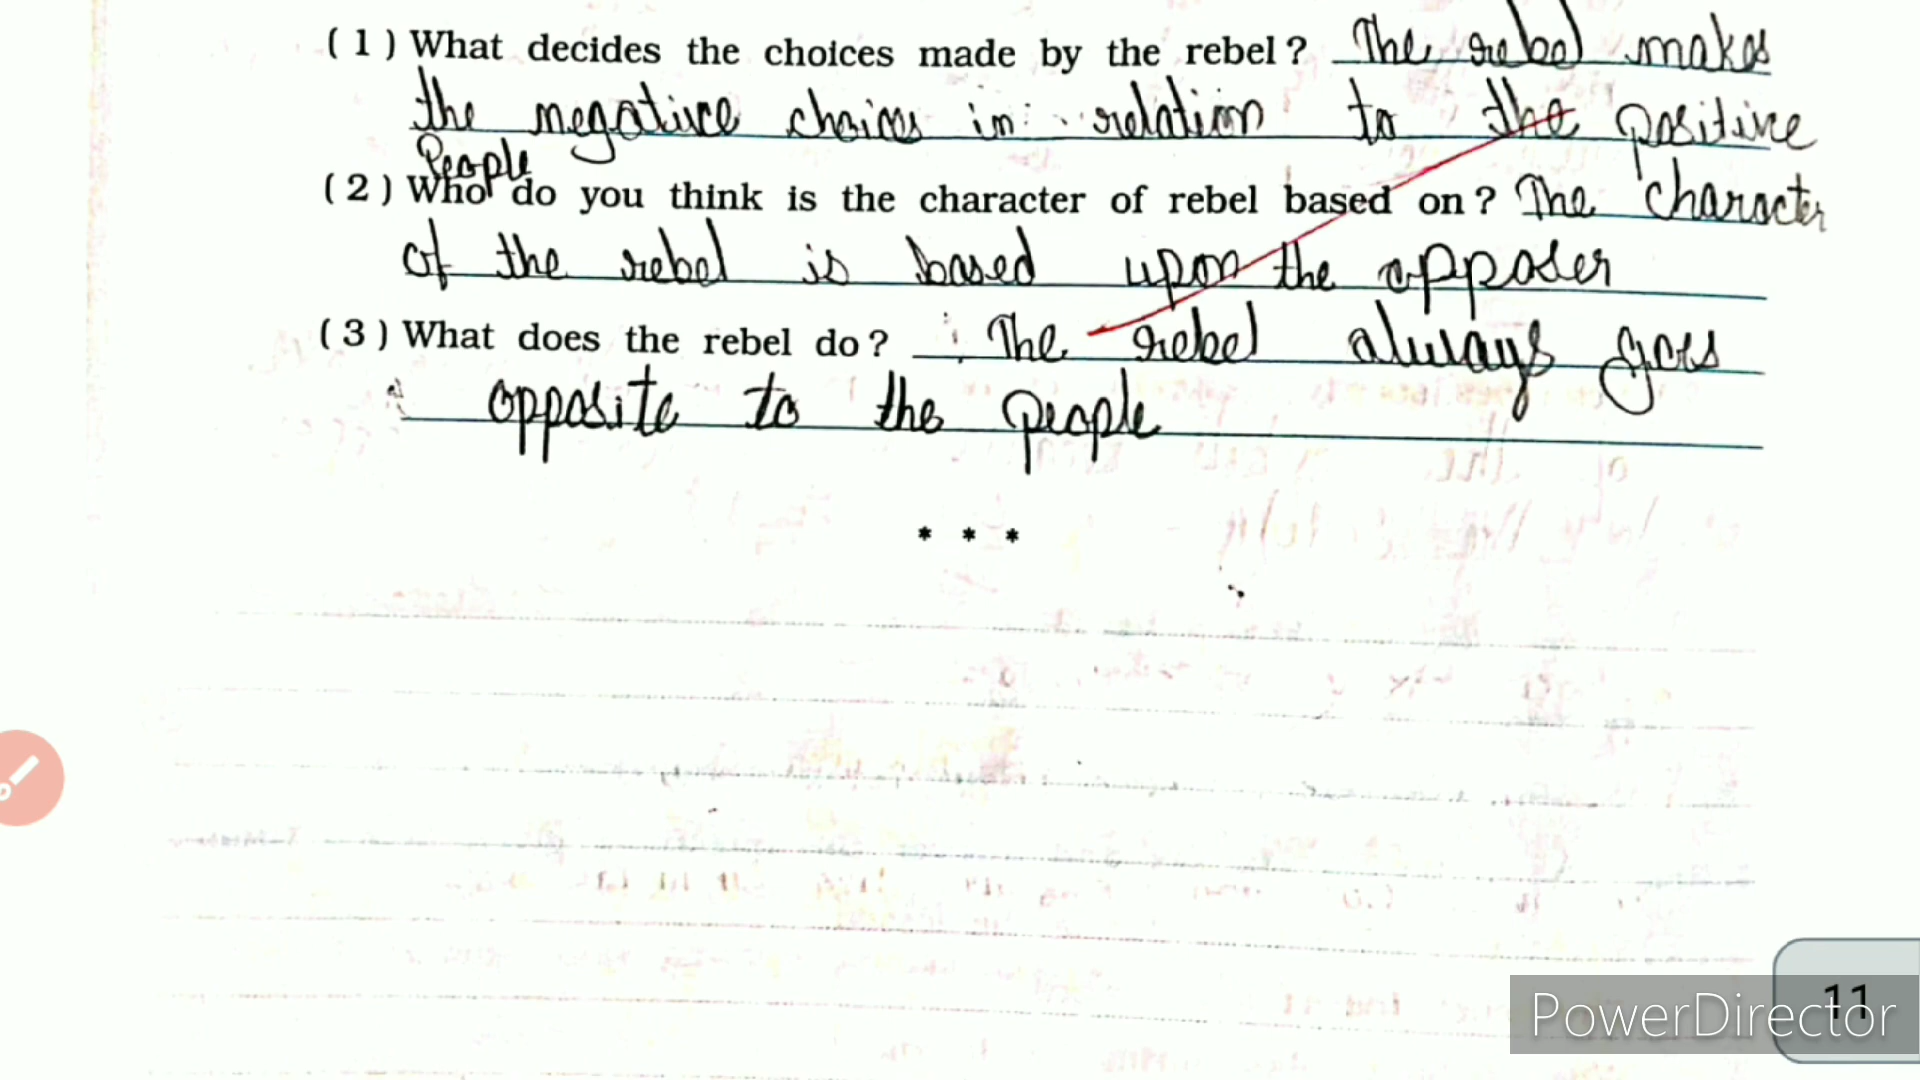 ( 1 ) What decides the choices made by the rebel ? The rebel makes
the negative choices in relation to the positive
People
( 2 ) Who do you think is the character of rebel based on ? The character
of the rebel is based upon the opposer
( 3 ) What does the rebel do ? The rebel always goes
opposite to the people
* * *
11
PowerDirector